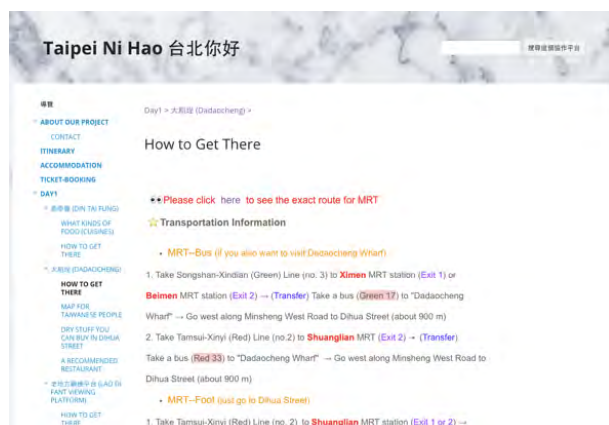 Taipei Ni Hao 台北你好
搜尋這個協作平台
導覽
ABOUT OUR PROJECT
CONTACT
ITINERARY
ACCOMMODATION
TICKET-BOOKING
DAY1
(DIN TAI FUNG)
WHAT KINDS OF
FOOD (CUISINES)
HOW TO GET
THERE
大稻埕 (DADAOCHENG)
HOW TO GET
THERE
MAP FOR
TAIWANESE PEOPLE
DRY STUFF YOU
CAN BUY IN DIHUA
STREET
A RECOMMENDED
RESTAURANT
(LAO DI
FANT VIEWING
PLATFORM)
HOW TO GET
THERE
Day1 > 大稻埕 (Dadaocheng) >
How to Get There
Please click here to see the exact route for MRT
Transportation Information
• MRT--Bus (if you also want to visit Dadaocheng Wharf)
1. Take Songshan-Xindian (Green) Line (no. 3) to Ximen MRT station (Exit 1) or
Beimen MRT station (Exit 2) → (Transfer) Take a bus (Green 17) to "Dadaocheng
Wharf" → Go west along Minsheng West Road to Dihua Street (about 900 m)
2. Take Tamsui-Xinyi (Red) Line (no.2) to Shuanglian MRT (Exit 2) → (Transfer)
Take a bus (Red 33) to "Dadaocheng Wharf" → Go west along Minsheng West Road to
Dihua Street (about 900 m)
• MRT--Foot (just go to Dihua Street)
1. Take Tamsui-Xinyi (Red) Line (no. 2) to Shuanglian MRT station (Exit 1 or 2) →